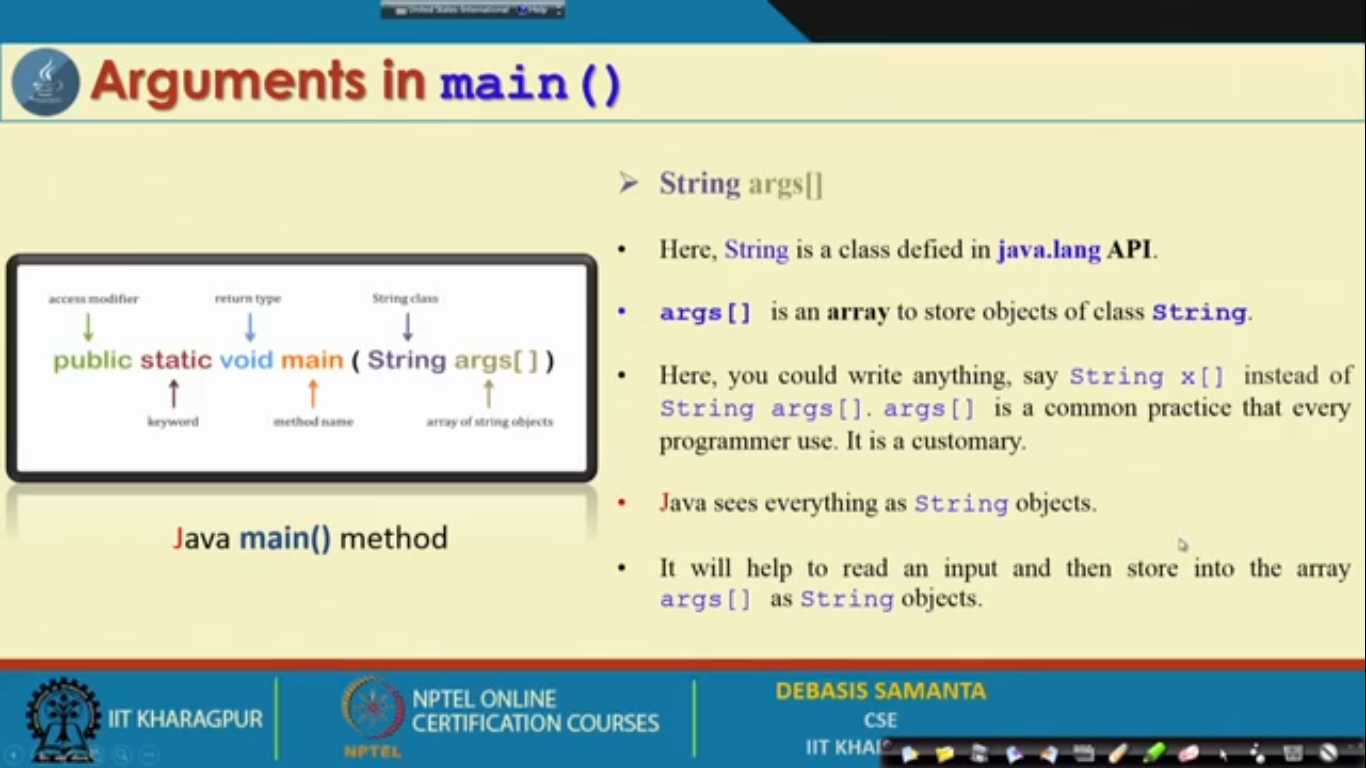 United States International Help
Arguments in main()
➢ String args[]
• Here, String is a class defied in java.lang API.
• args[] is an array to store objects of class String.
• Here, you could write anything, say String x[] instead of
String args[]. args[] is a common practice that every
programmer use. It is a customary.
• Java sees everything as String objects.
• It will help to read an input and then store into the array
args[] as String objects.
access modifier return type String class
public static void main ( String args[ ] )
keyword method name array of string objects
Java main() method
IIT KHARAGPUR
NPTEL
NPTEL ONLINE
CERTIFICATION COURSES
DEBASIS SAMANTA
CSE
IIT KHA